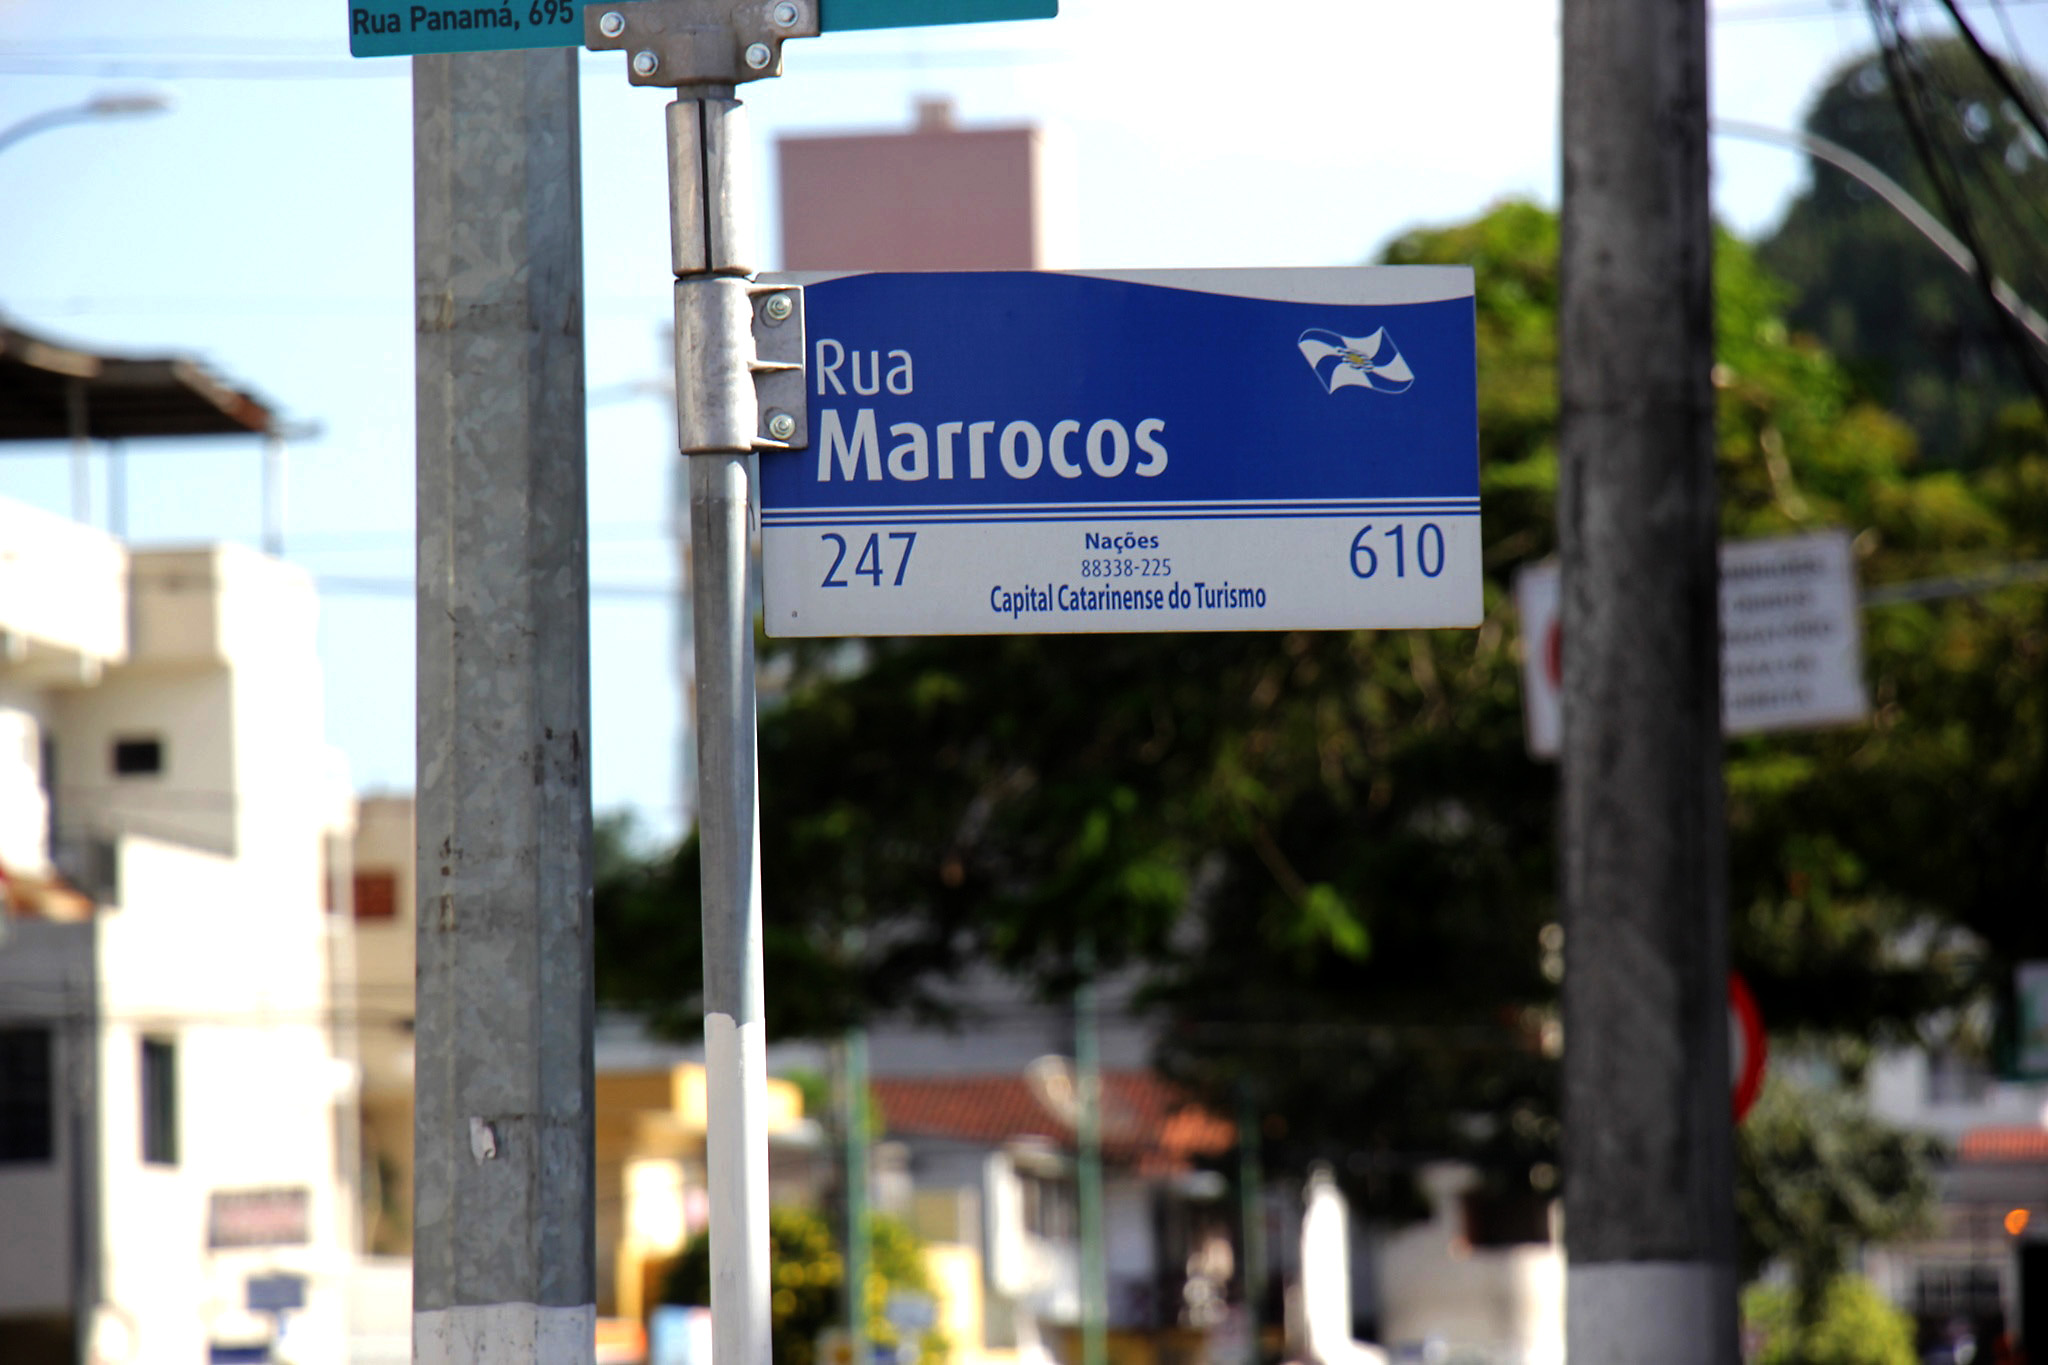 Rua Panamá, 695
Rua
Marrocos
247
Nações
610
88338-225
Capital Catarinense do Turismo